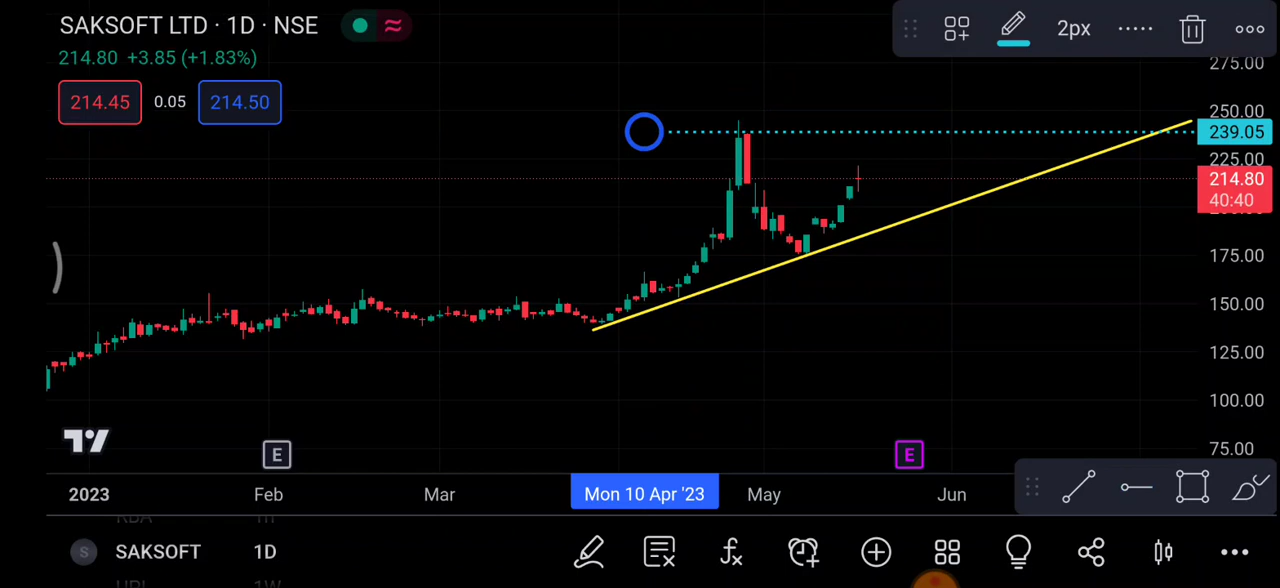 SAKSOFT LTD · 1D · NSE
214.80 +3.85 (+1.83%)
214.45 0.05 214.50
2px
275.00
250.00
239.05
225.00
214.80
40:40
175.00
150.00
125.00
100.00
75.00
E E
2023 Feb Mar Mon 10 Apr '23 May Jun
S SAKSOFT 1D